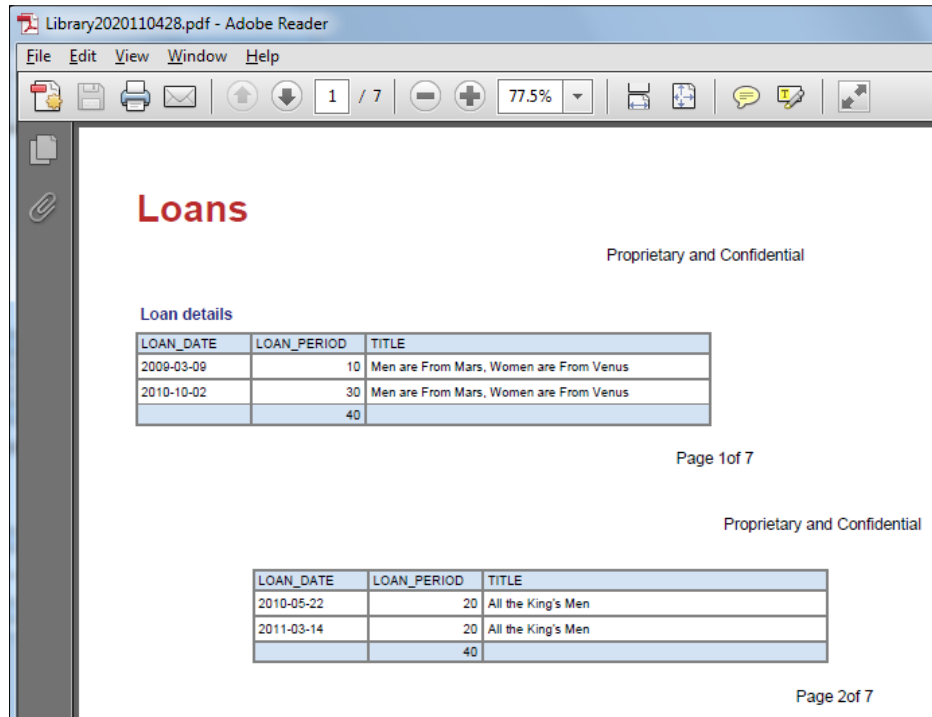 Library2020110428.pdf - Adobe Reader
File Edit View Window Help
1 / 7 77.5%
Loans
Proprietary and Confidential
Loan details
LOAN_DATE LOAN_PERIOD TITLE
2009-03-09 10 Men are From Mars, Women are From Venus
2010-10-02 30 Men are From Mars, Women are From Venus
40
Page 1of 7
Proprietary and Confidential
LOAN_DATE LOAN_PERIOD TITLE
2010-05-22 20 All the King's Men
2011-03-14 20 All the King's Men
40
Page 2of 7